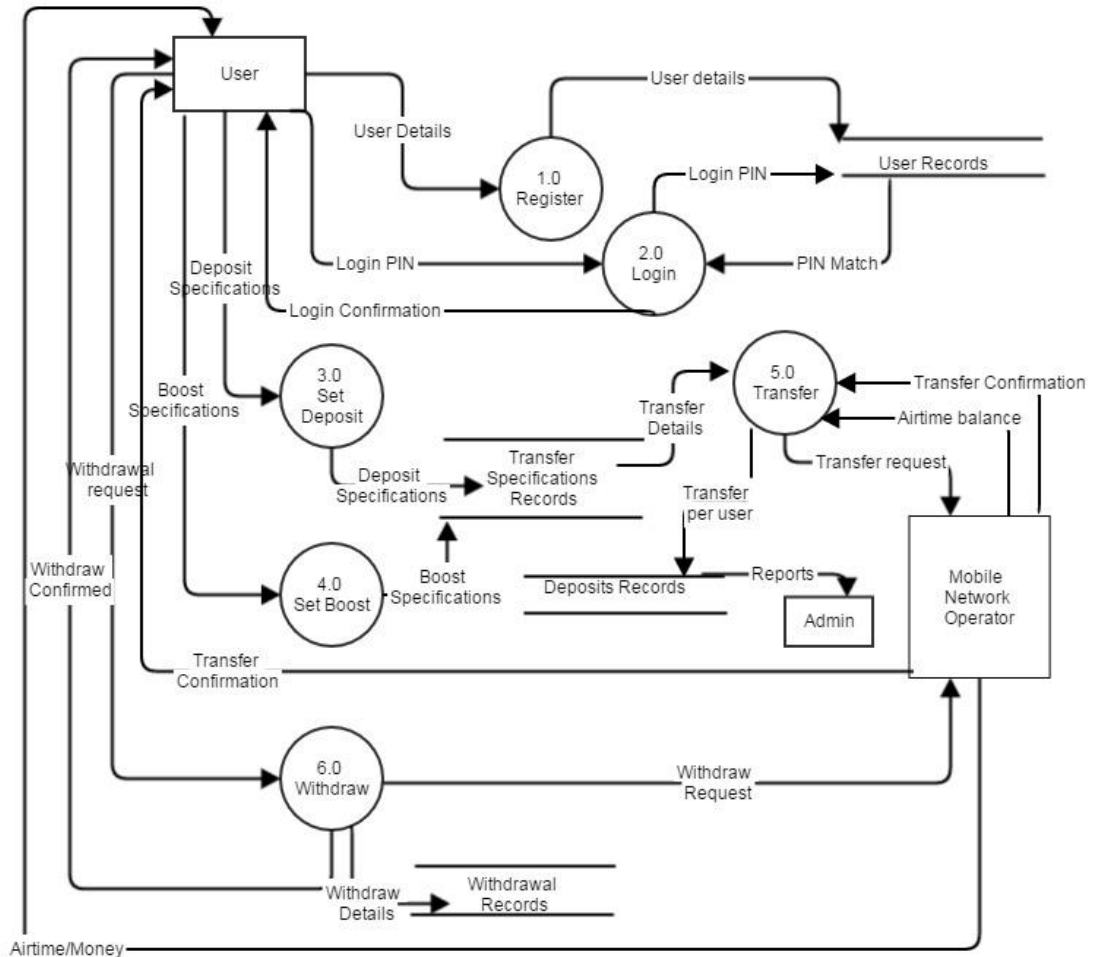 User
User details
User Details
User Records
1.0
Register
Login PIN
2.0
Login
Login PIN
PIN Match
Deposit
Specifications
Login Confirmation
3.0
Set
Deposit
5.0
Transfer
Transfer Confirmation
Airtime balance
Boost
Specifications
Transfer
Details
Transfer request
Transfer
Specifications
Records
Deposit
Specifications
Withdrawal
request
Transfer
per user
Withdraw
Confirmed
4.0
Set Boost
Boost
Specifications
Deposits Records
Reports
Admin
Mobile
Network
Operator
Transfer
Confirmation
6.0
Withdraw
Withdraw
Request
Withdraw
Details
Withdrawal
Records
Airtime/Money